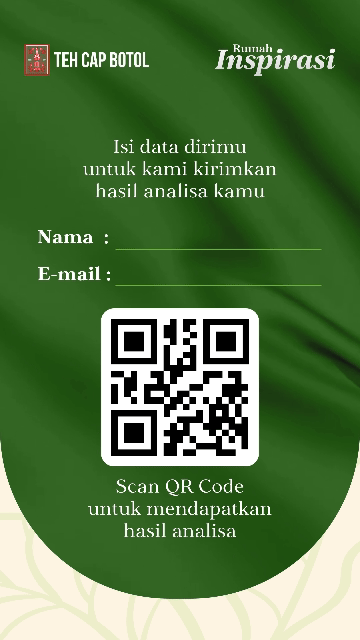 TEH CAP BOTOL
Rumah
Inspirasi
Isi data dirimu
untuk kami kirimkan
hasil analisa kamu
Nama :
E-mail :
Scan QR Code
untuk mendapatkan
hasil analisa